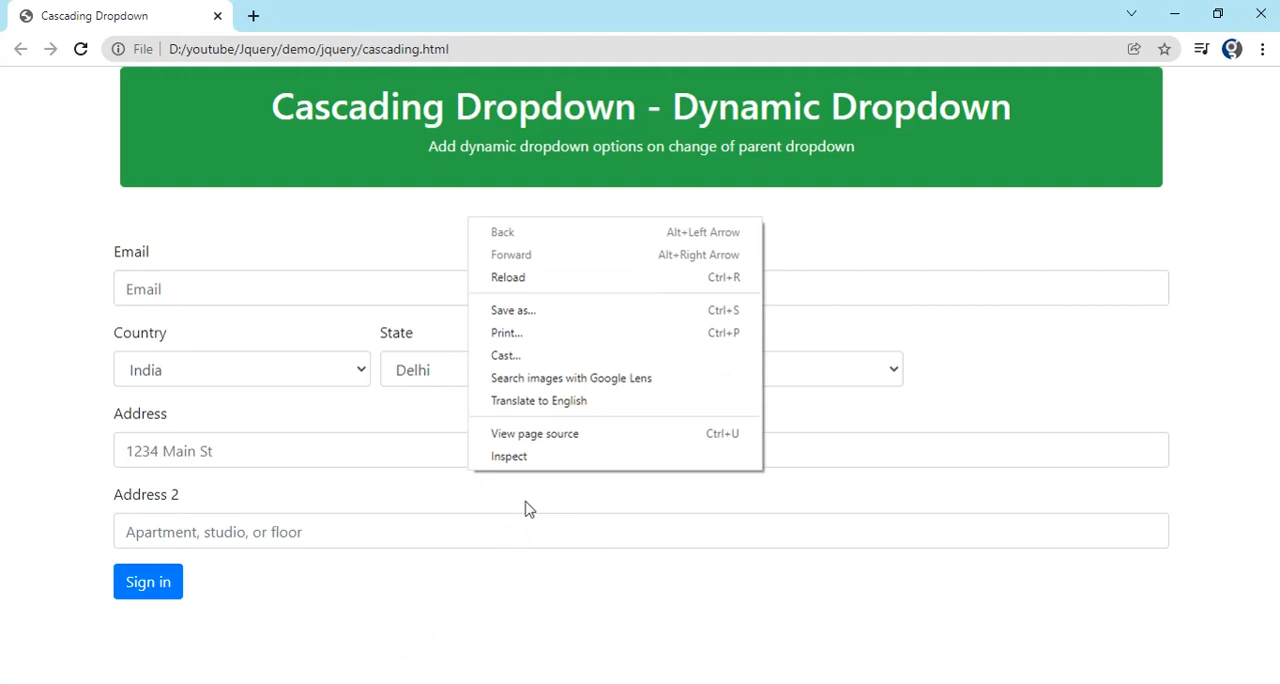 Cascading Dropdown
File D:/youtube/Jquery/demo/jquery/cascading.html
Cascading Dropdown - Dynamic Dropdown
Add dynamic dropdown options on change of parent dropdown
Email
Email
Country State
India Delhi
Address
1234 Main St
Address 2
Apartment, studio, or floor
Sign in
Back Alt+Left Arrow
Forward Alt+Right Arrow
Reload Ctrl+R
Save as... Ctrl+S
Print... Ctrl+P
Cast...
Search images with Google Lens
Translate to English
View page source Ctrl+U
Inspect